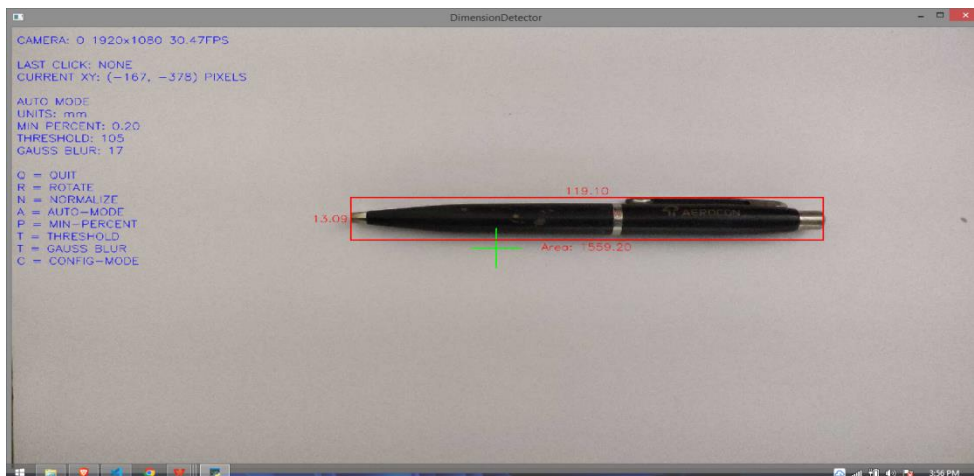 DimensionDetector
CAMERA: 0 1920x1080 30.47FPS
LAST CLICK: NONE
CURRENT XY: (-167, -378) PIXELS
AUTO MODE
UNITS: mm
MIN PERCENT: 0.20
THRESHOLD: 105
GAUSS BLUR: 17
Q = QUIT
R = ROTATE
N = NORMALIZE
A = AUTO-MODE
P = MIN-PERCENT
T = THRESHOLD
T = GAUSS BLUR
C = CONFIG-MODE
119.10
13.09
AEROCON
Area: 1559.20
3:56 PM